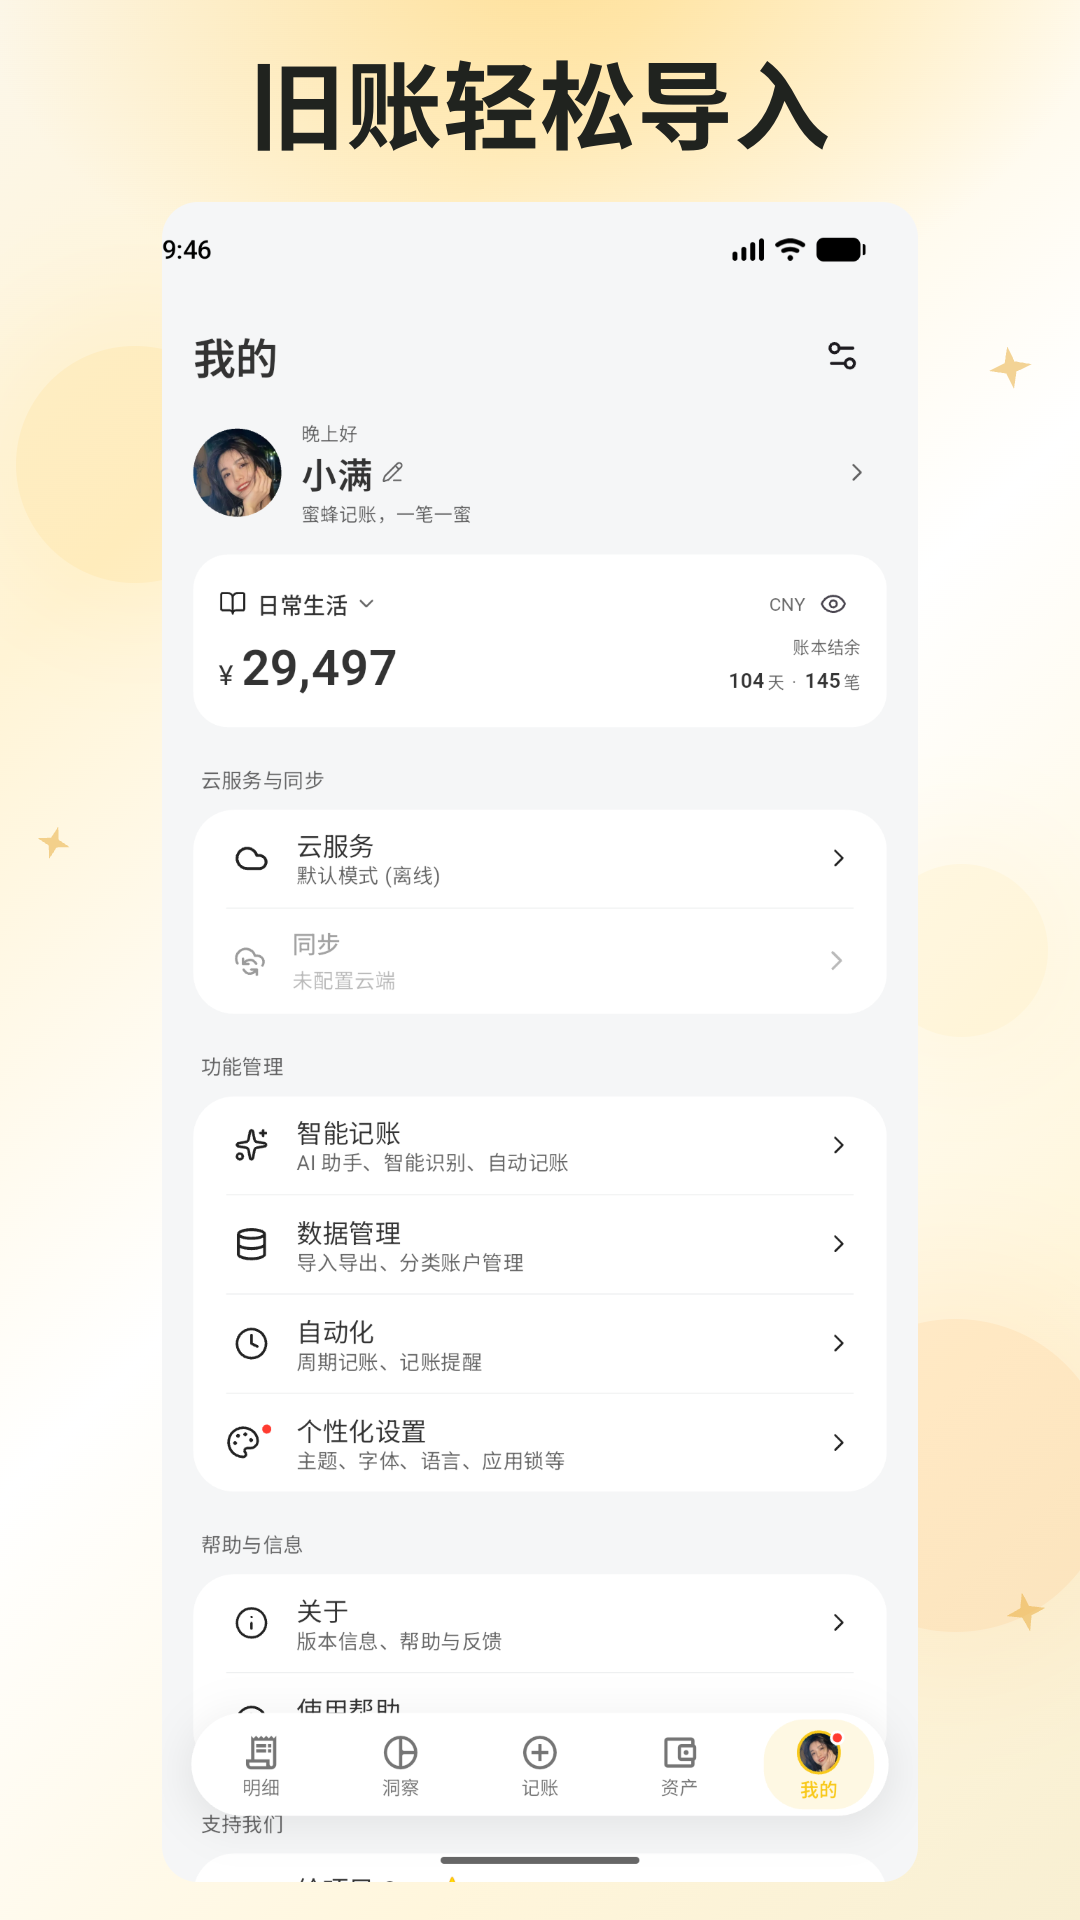 旧账轻松导入
9:46
我的
晚上好
小满
蜜蜂记账，一笔一蜜
日常生活
CNY
账本结余
¥ 29,497
104 天 · 145 笔
云服务与同步
云服务
默认模式 (离线)
同步
未配置云端
功能管理
智能记账
AI 助手、智能识别、自动记账
数据管理
导入导出、分类账户管理
自动化
周期记账、记账提醒
个性化设置
主题、字体、语言、应用锁等
帮助与信息
关于
版本信息、帮助与反馈
使用帮助
明细
洞察
记账
资产
我的
支持我们